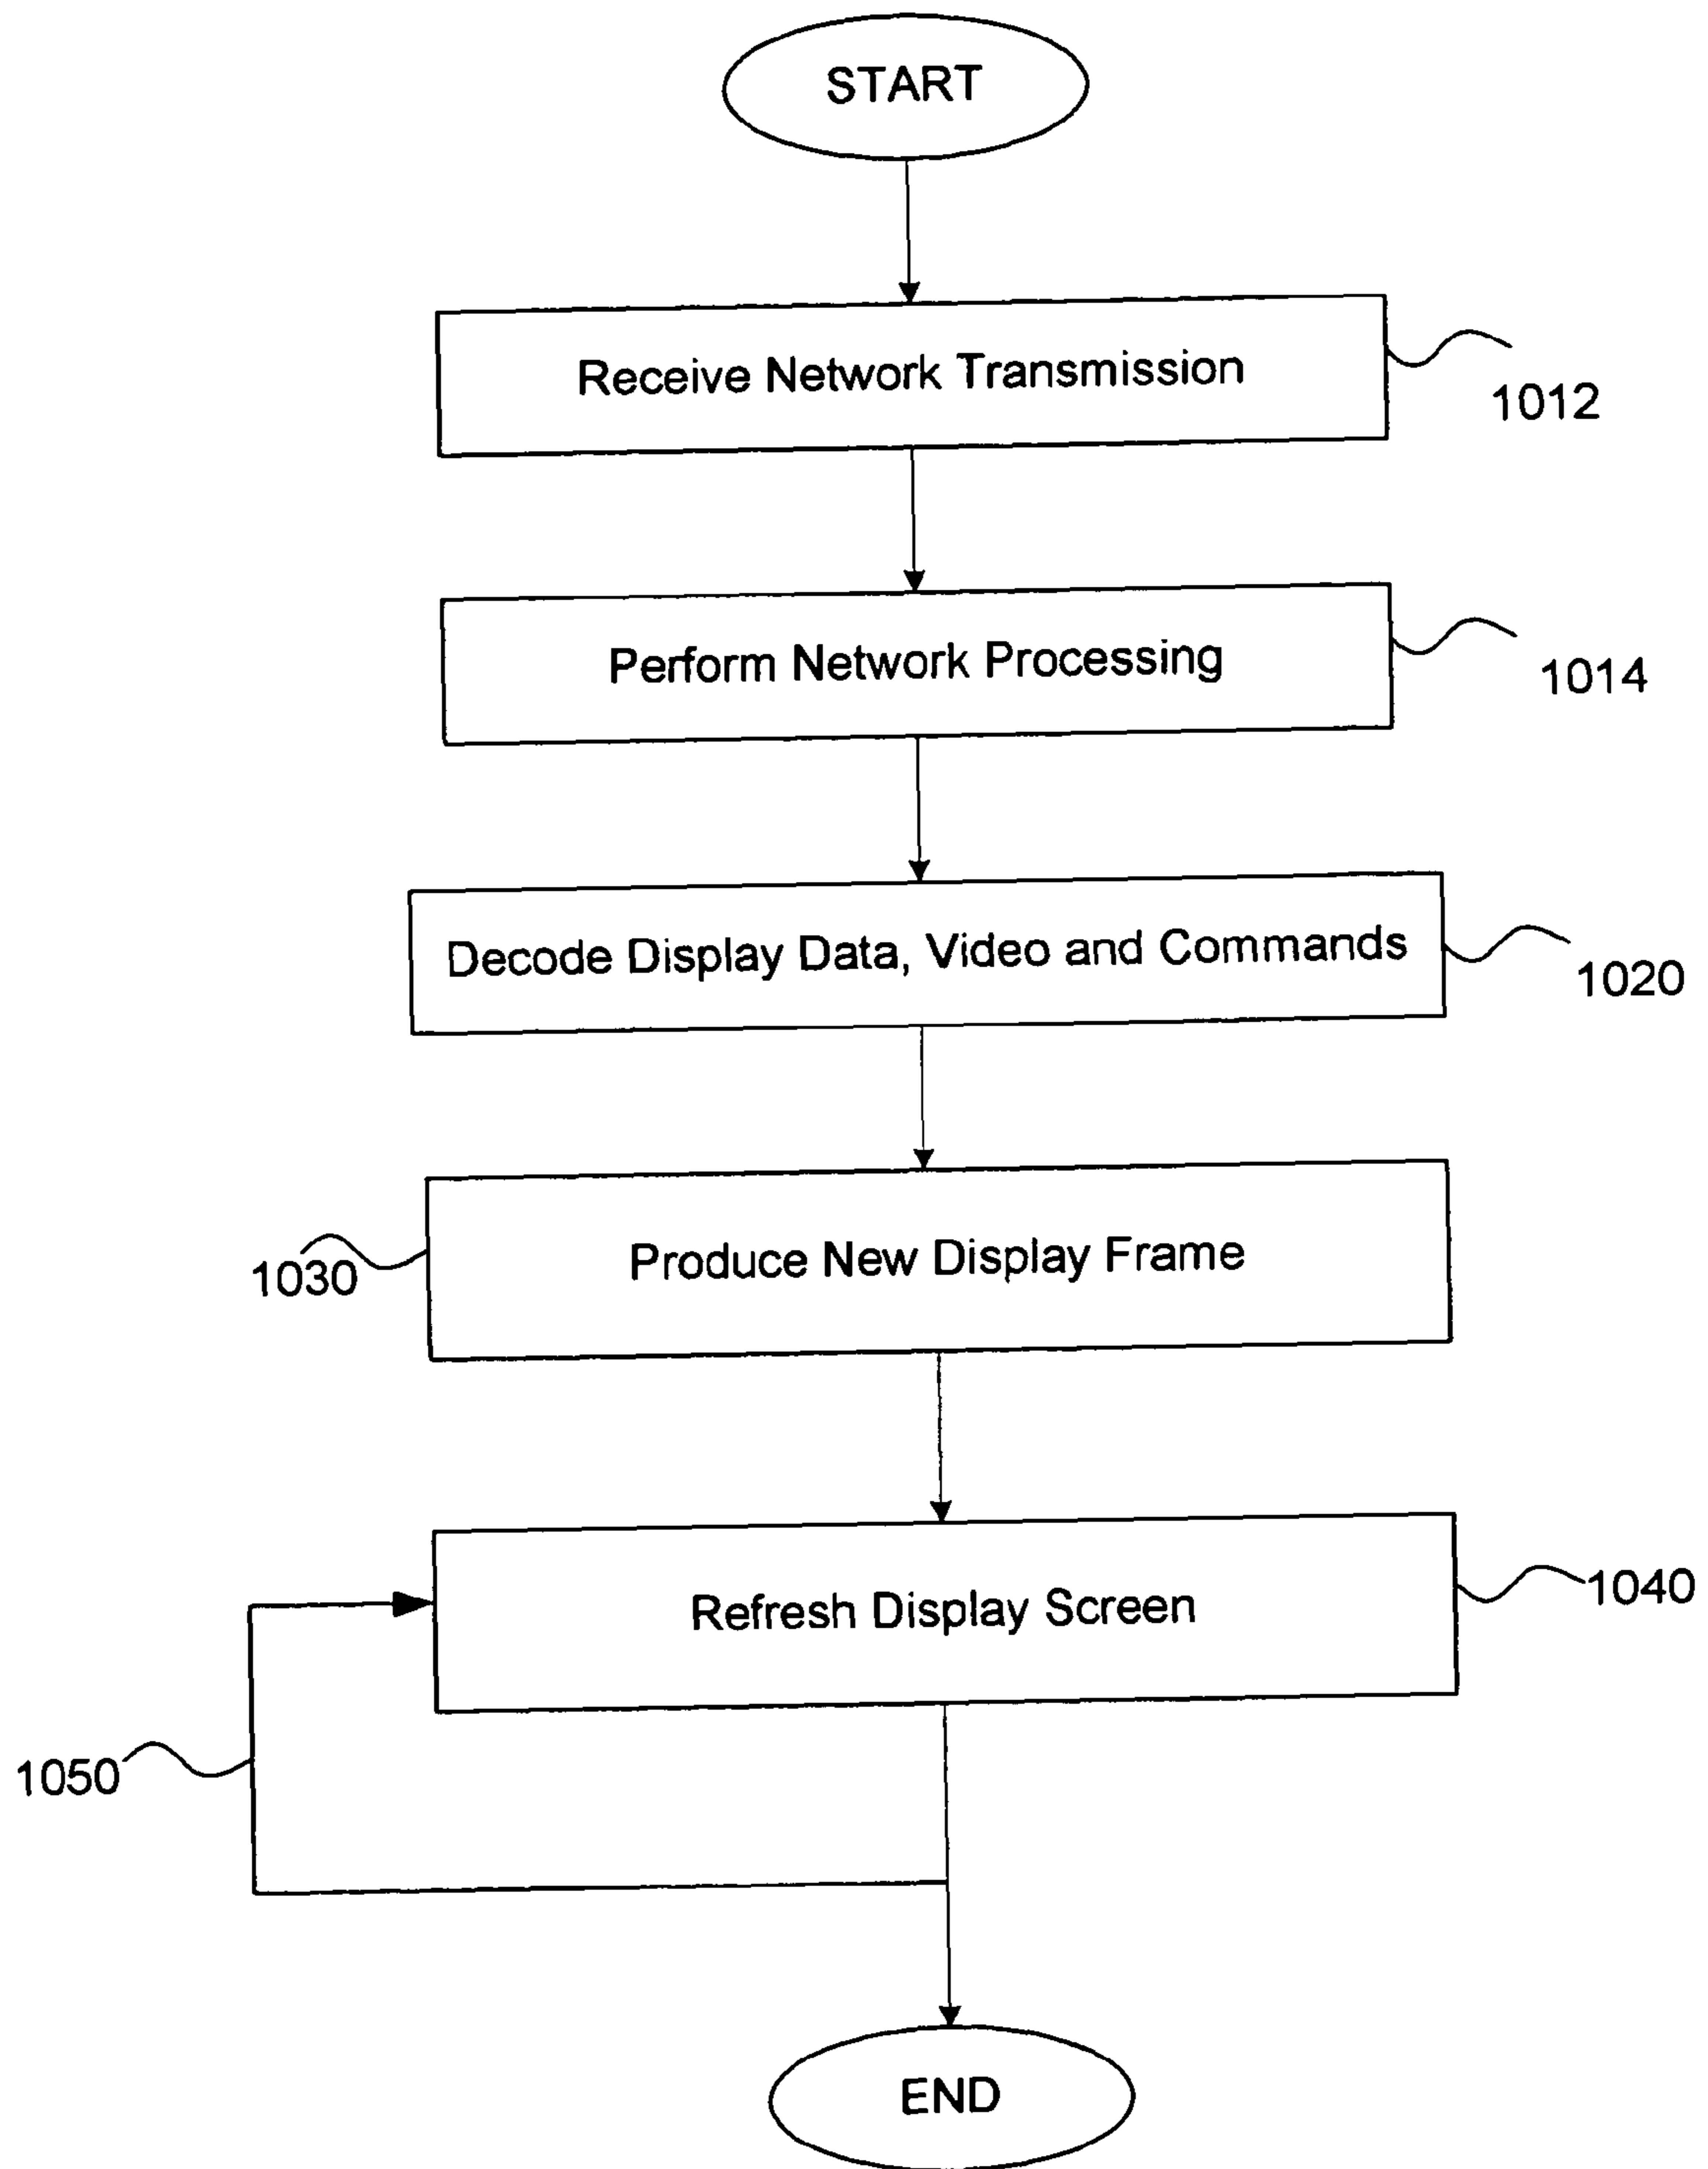 START
Receive Network Transmission
1012
Perform Network Processing
1014
Decode Display Data, Video and Commands
1020
Produce New Display Frame
1030
Refresh Display Screen
1040
1050
END